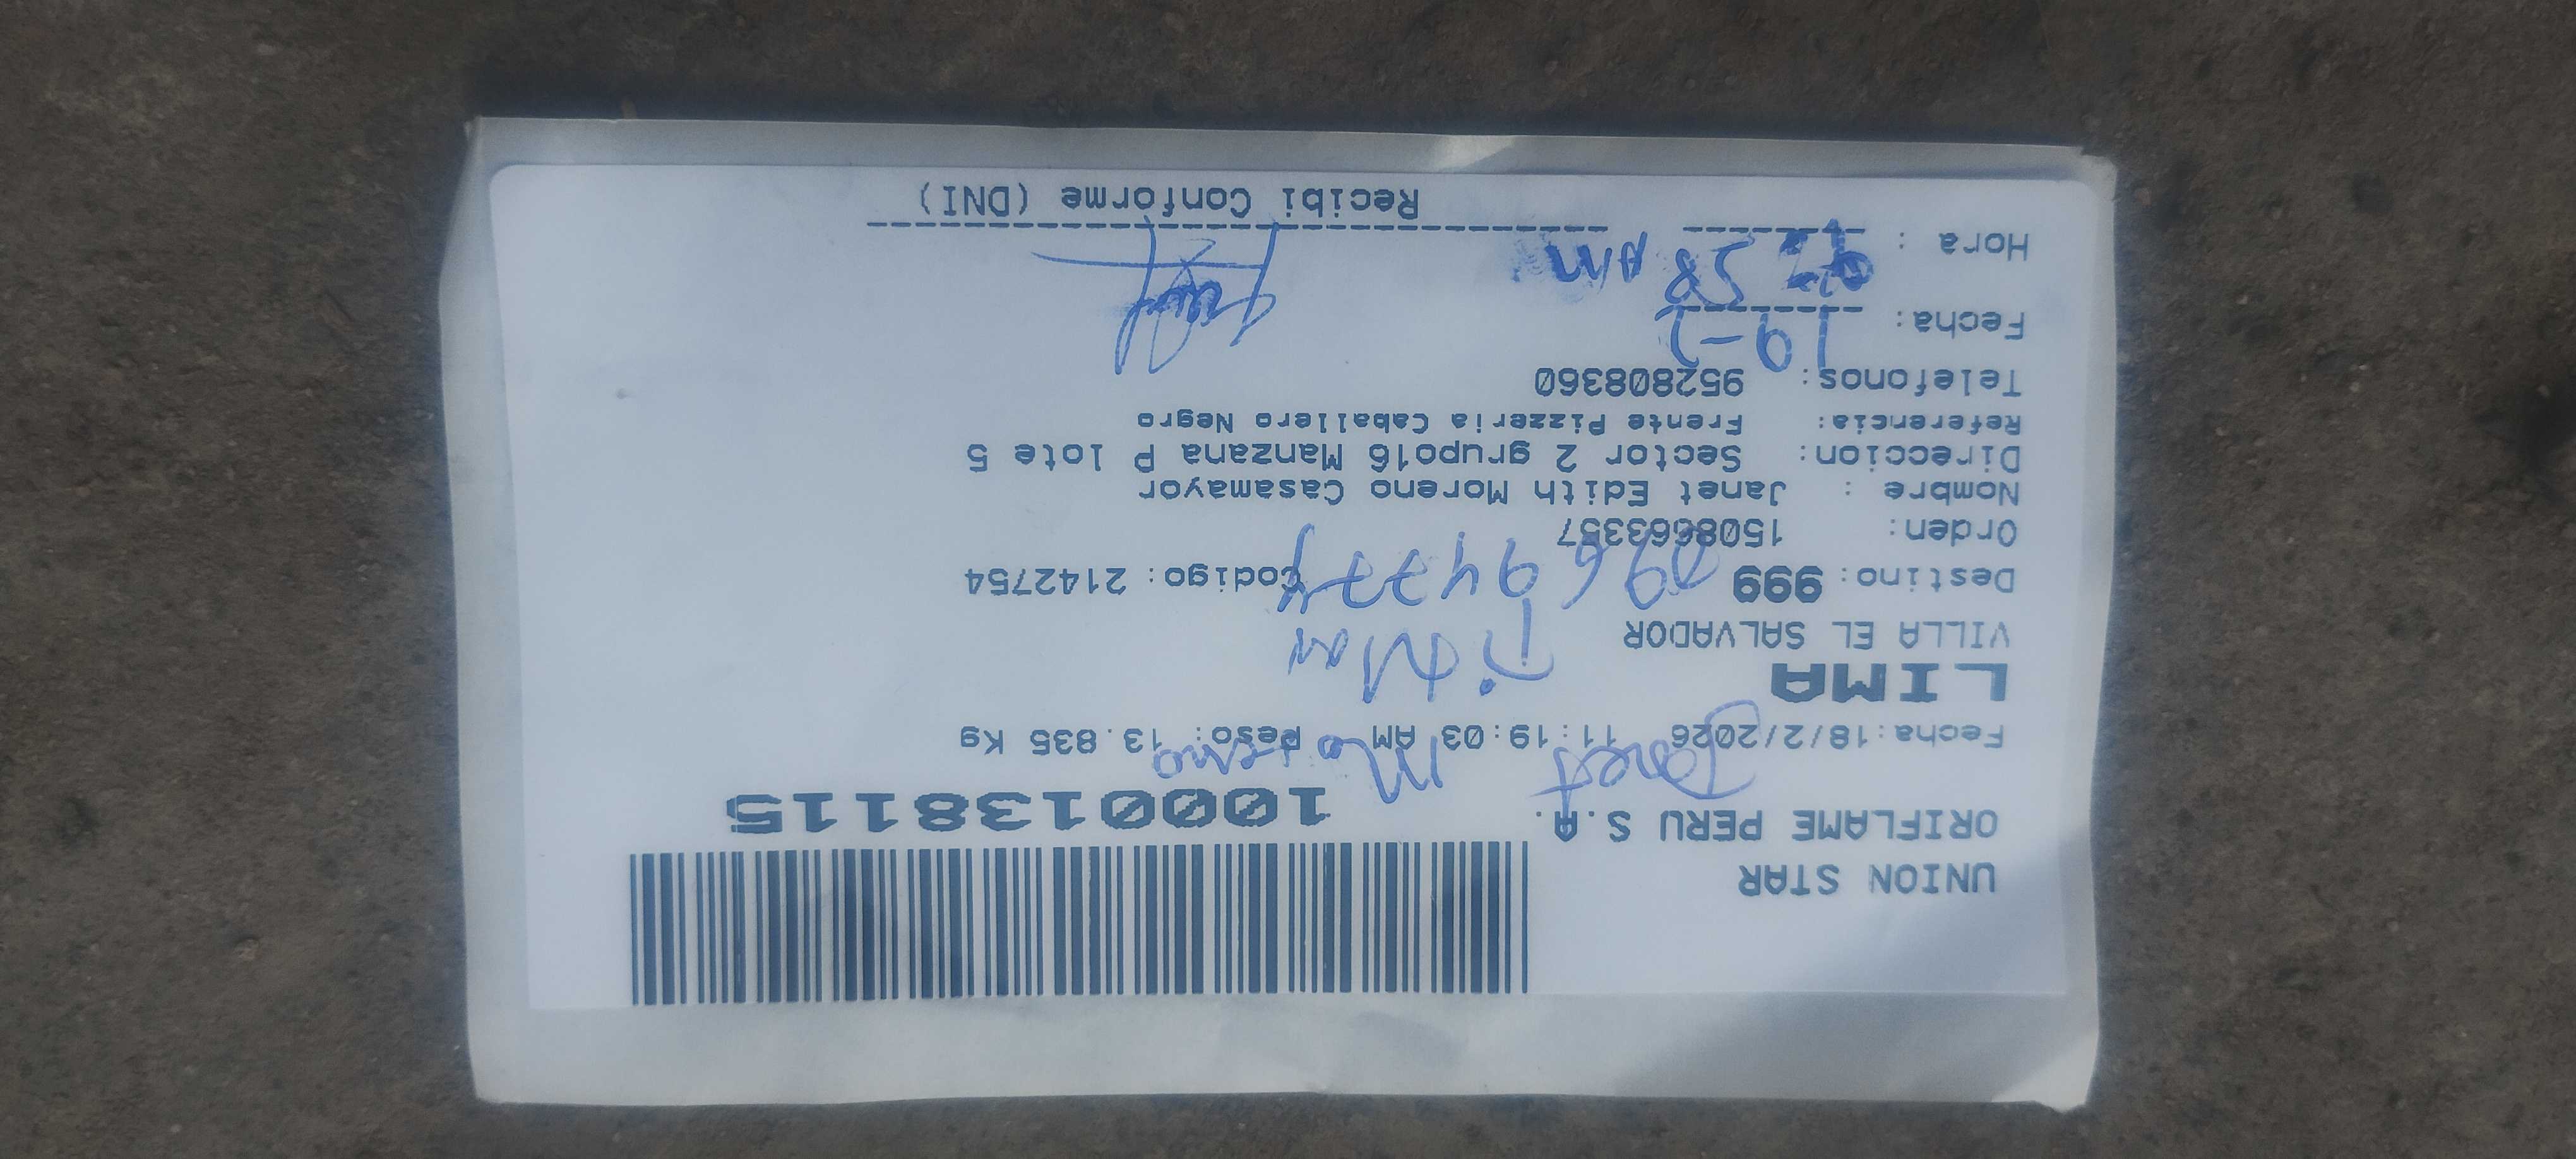 UNION STAR
ORIFLAME PERU S.A.
1000138115
Janet Moreno
Fecha:18/2/2026 11:19:03 AM Peso: 13.835 Kg
LIMA
VILLA EL SALVADOR
Titular
Destino: 999 Codigo: 2142754
Orden: 1508663357
Nombre : Janet Edith Moreno Casamayor
Direccion: Sector 2 grupo16 Manzana P lote 5
Referencia: Frente Pizzeria Caballero Negro
Telefonos: 952808360
Fecha: 19-2
Hora : 58 AM
Recibi Conforme (DNI)